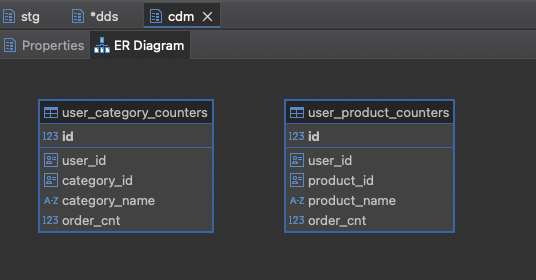 stg *dds cdm
Properties ER Diagram
user_category_counters
123 id
user_id
category_id
A-Z category_name
123 order_cnt
user_product_counters
123 id
user_id
product_id
A-Z product_name
123 order_cnt